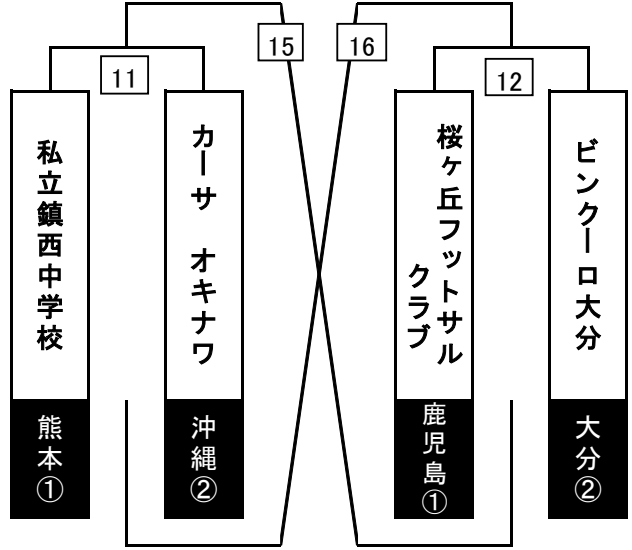 15
16
11
12
私立鎮西中学校
カーサ オキナワ
桜ヶ丘フットサル
クラブ
ビンクーロ大分
熊本①
沖縄②
鹿児島①
大分②